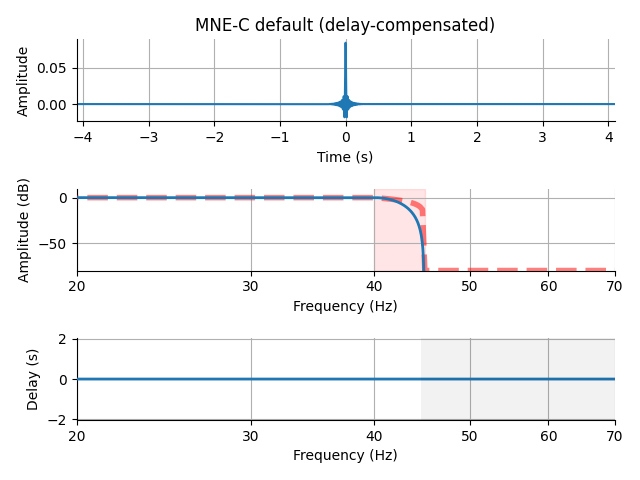 MNE-C default (delay-compensated)
Amplitude
0.05
0.00
−4 −3 −2 −1 0 1 2 3 4
Time (s)
Amplitude (dB)
0
−50
20 30 40 50 60 70
Frequency (Hz)
Delay (s)
2
0
−2
20 30 40 50 60 70
Frequency (Hz)